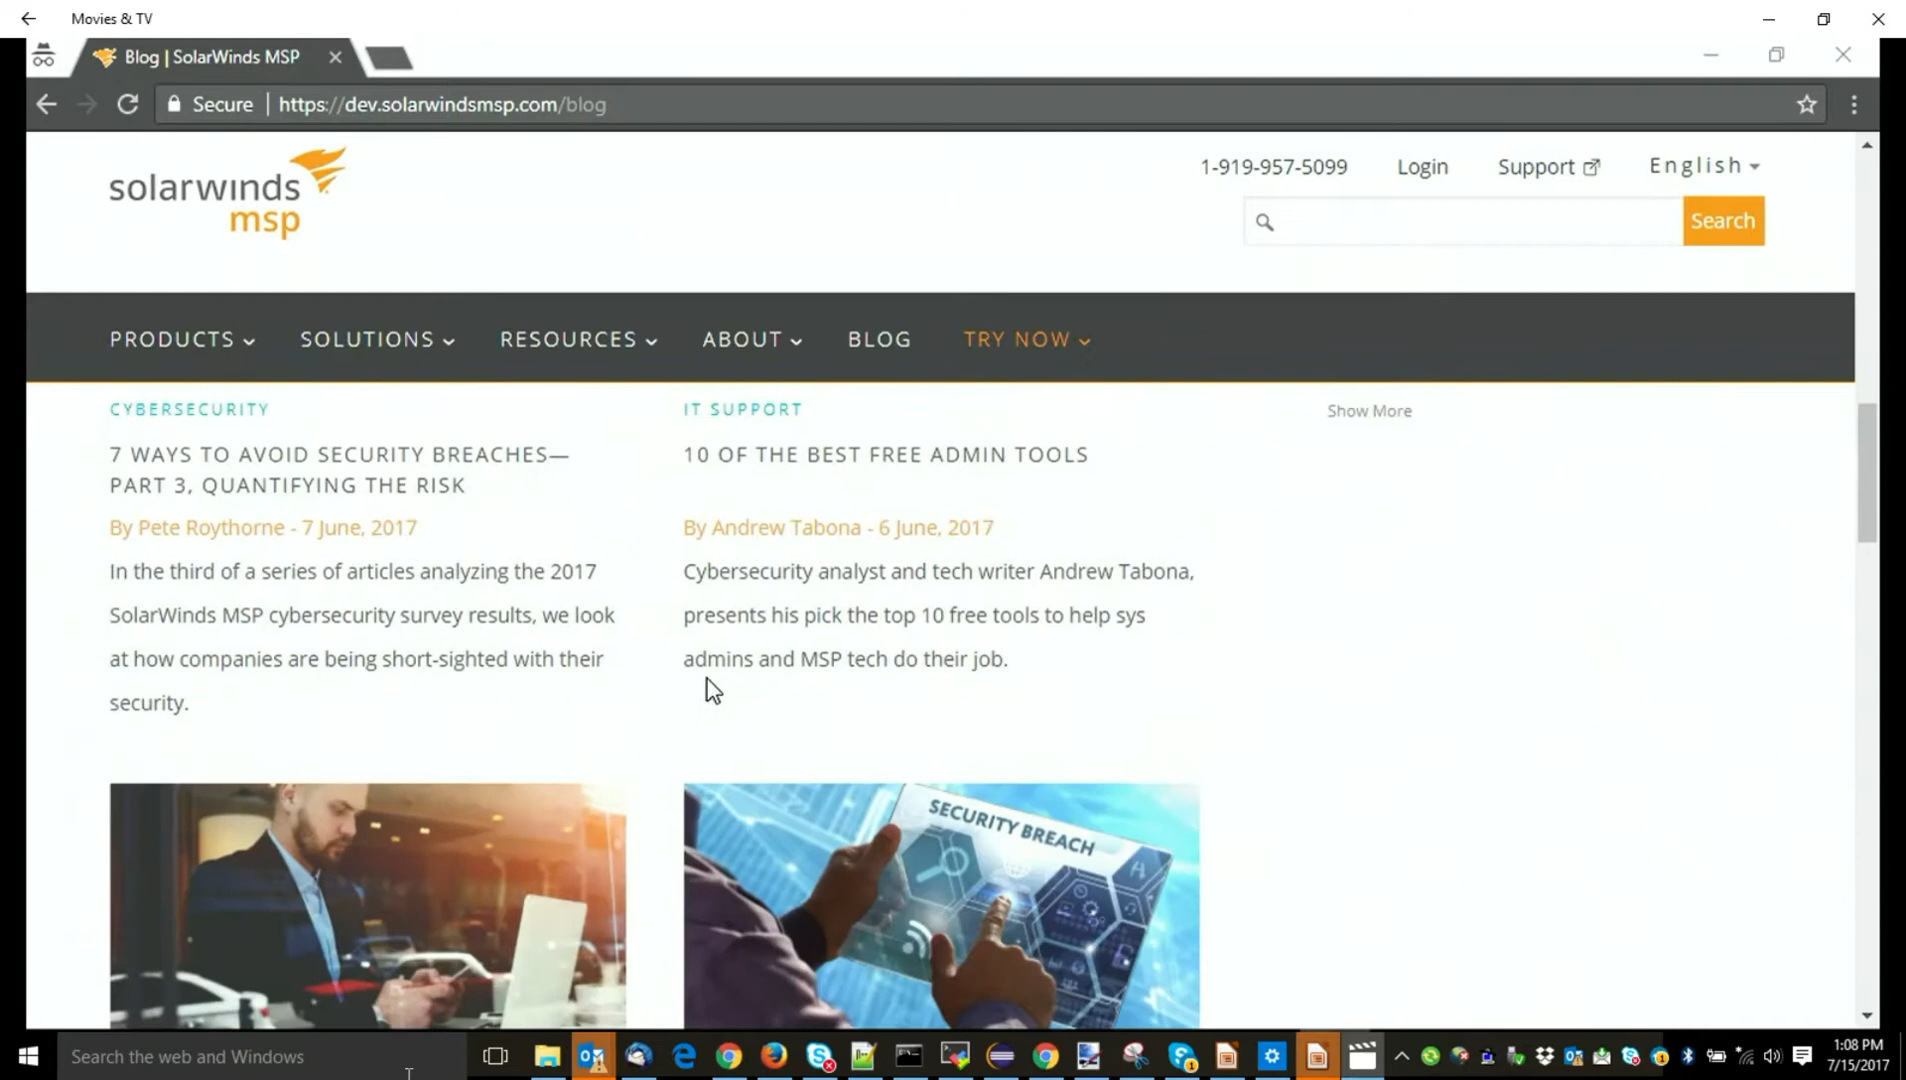 Movies & TV
Blog | SolarWinds MSP
Secure | https://dev.solarwindsmsp.com/blog
solarwinds
msp
1-919-957-5099 Login Support English
Search
PRODUCTS SOLUTIONS RESOURCES ABOUT BLOG TRY NOW
CYBERSECURITY
7 WAYS TO AVOID SECURITY BREACHES—
PART 3, QUANTIFYING THE RISK
By Pete Roythorne - 7 June, 2017
In the third of a series of articles analyzing the 2017
SolarWinds MSP cybersecurity survey results, we look
at how companies are being short-sighted with their
security.
IT SUPPORT
10 OF THE BEST FREE ADMIN TOOLS
By Andrew Tabona - 6 June, 2017
Cybersecurity analyst and tech writer Andrew Tabona,
presents his pick the top 10 free tools to help sys
admins and MSP tech do their job.
Show More
SECURITY BREACH
Search the web and Windows
1:08 PM
7/15/2017